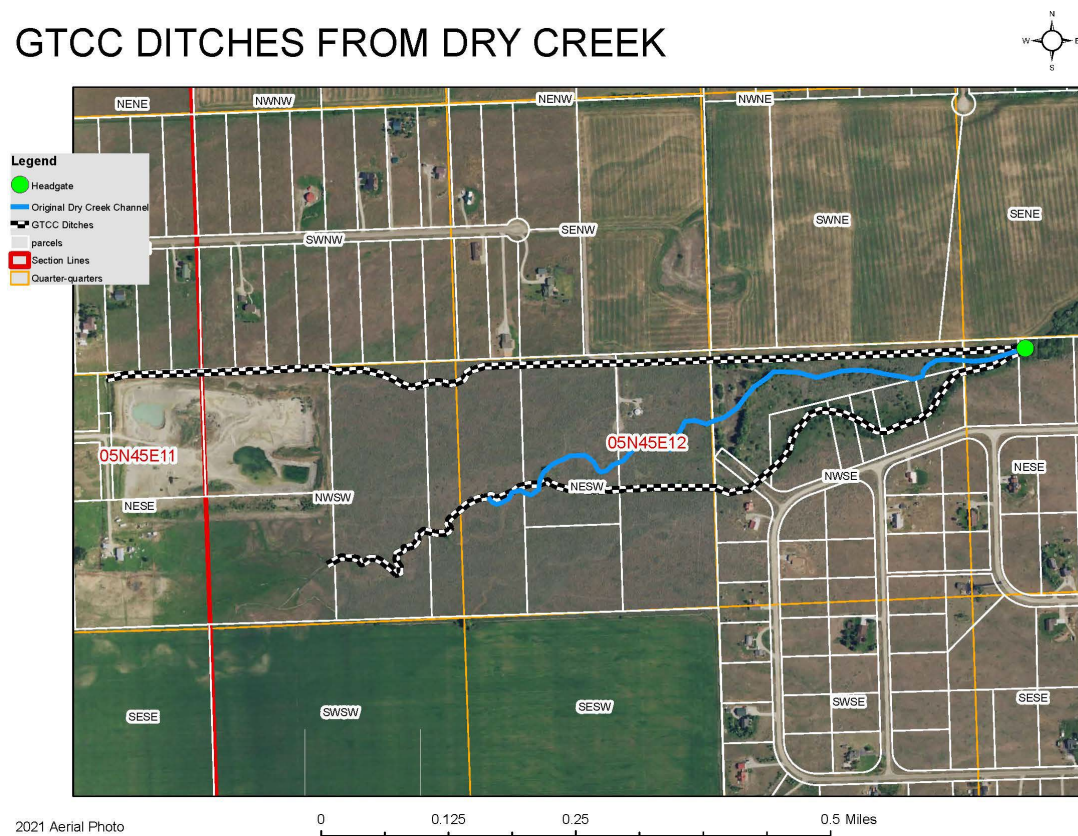 GTCC DITCHES FROM DRY CREEK
N
W E
S
NENE NWNW NENW NWNE
Legend
Headgate
Original Dry Creek Channel
GTCC Ditches
parcels
Section Lines
Quarter-quarters
SWNE SENE
SWNW SENW
05N45E11 05N45E12
NESE NWSW NESW NWSE NESE
SESE SWSW SESW SWSE SESE
2021 Aerial Photo
0 0.125 0.25 0.5 Miles